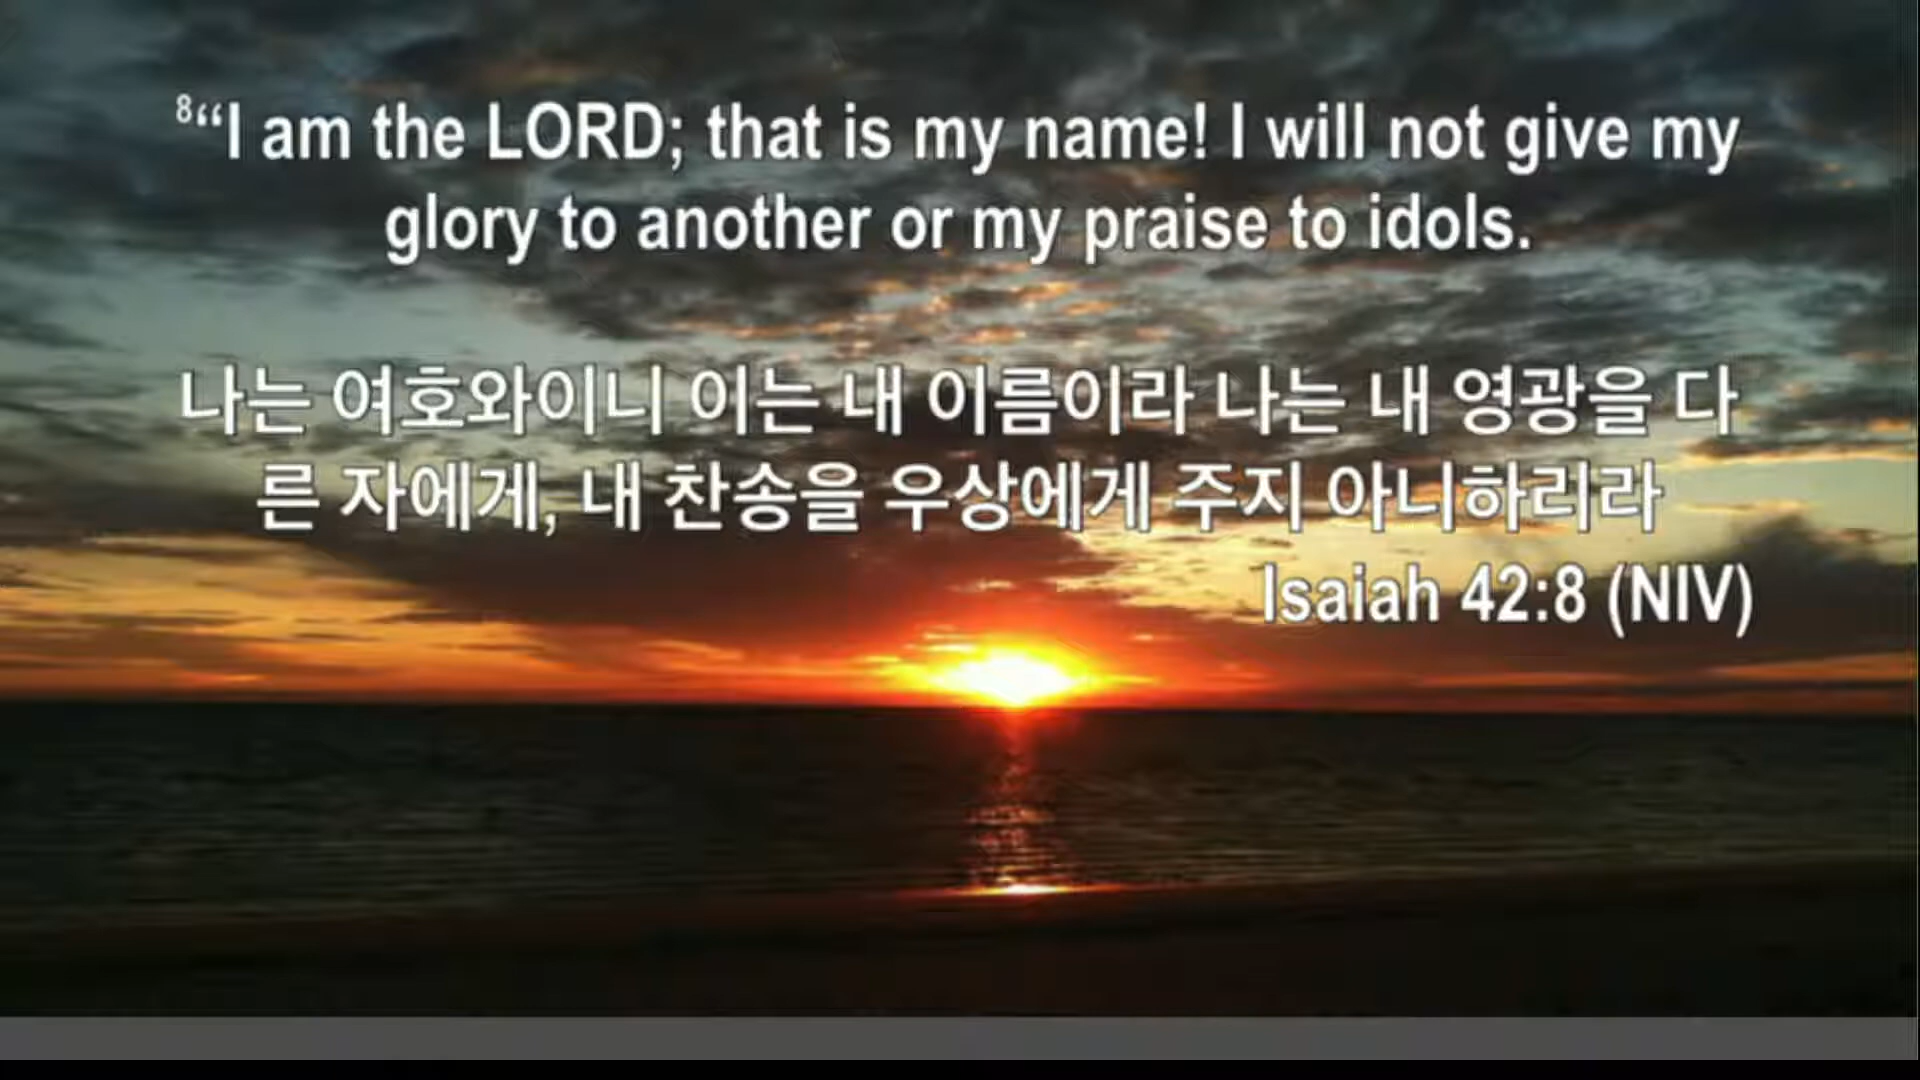 8“I am the LORD; that is my name! I will not give my
glory to another or my praise to idols.
나는 여호와이니 이는 내 이름이라 나는 내 영광을 다
른 자에게, 내 찬송을 우상에게 주지 아니하리라
Isaiah 42:8 (NIV)